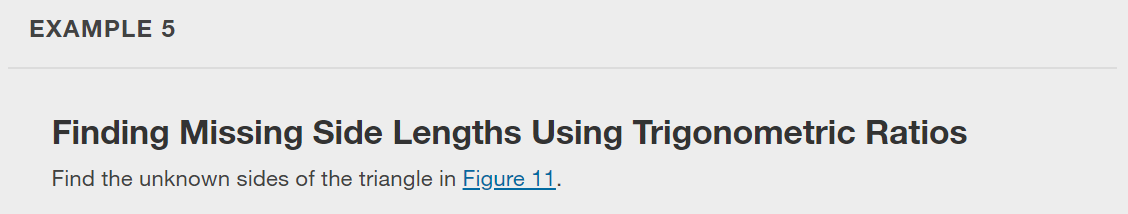 EXAMPLE 5
Finding Missing Side Lengths Using Trigonometric Ratios
Find the unknown sides of the triangle in Figure 11.